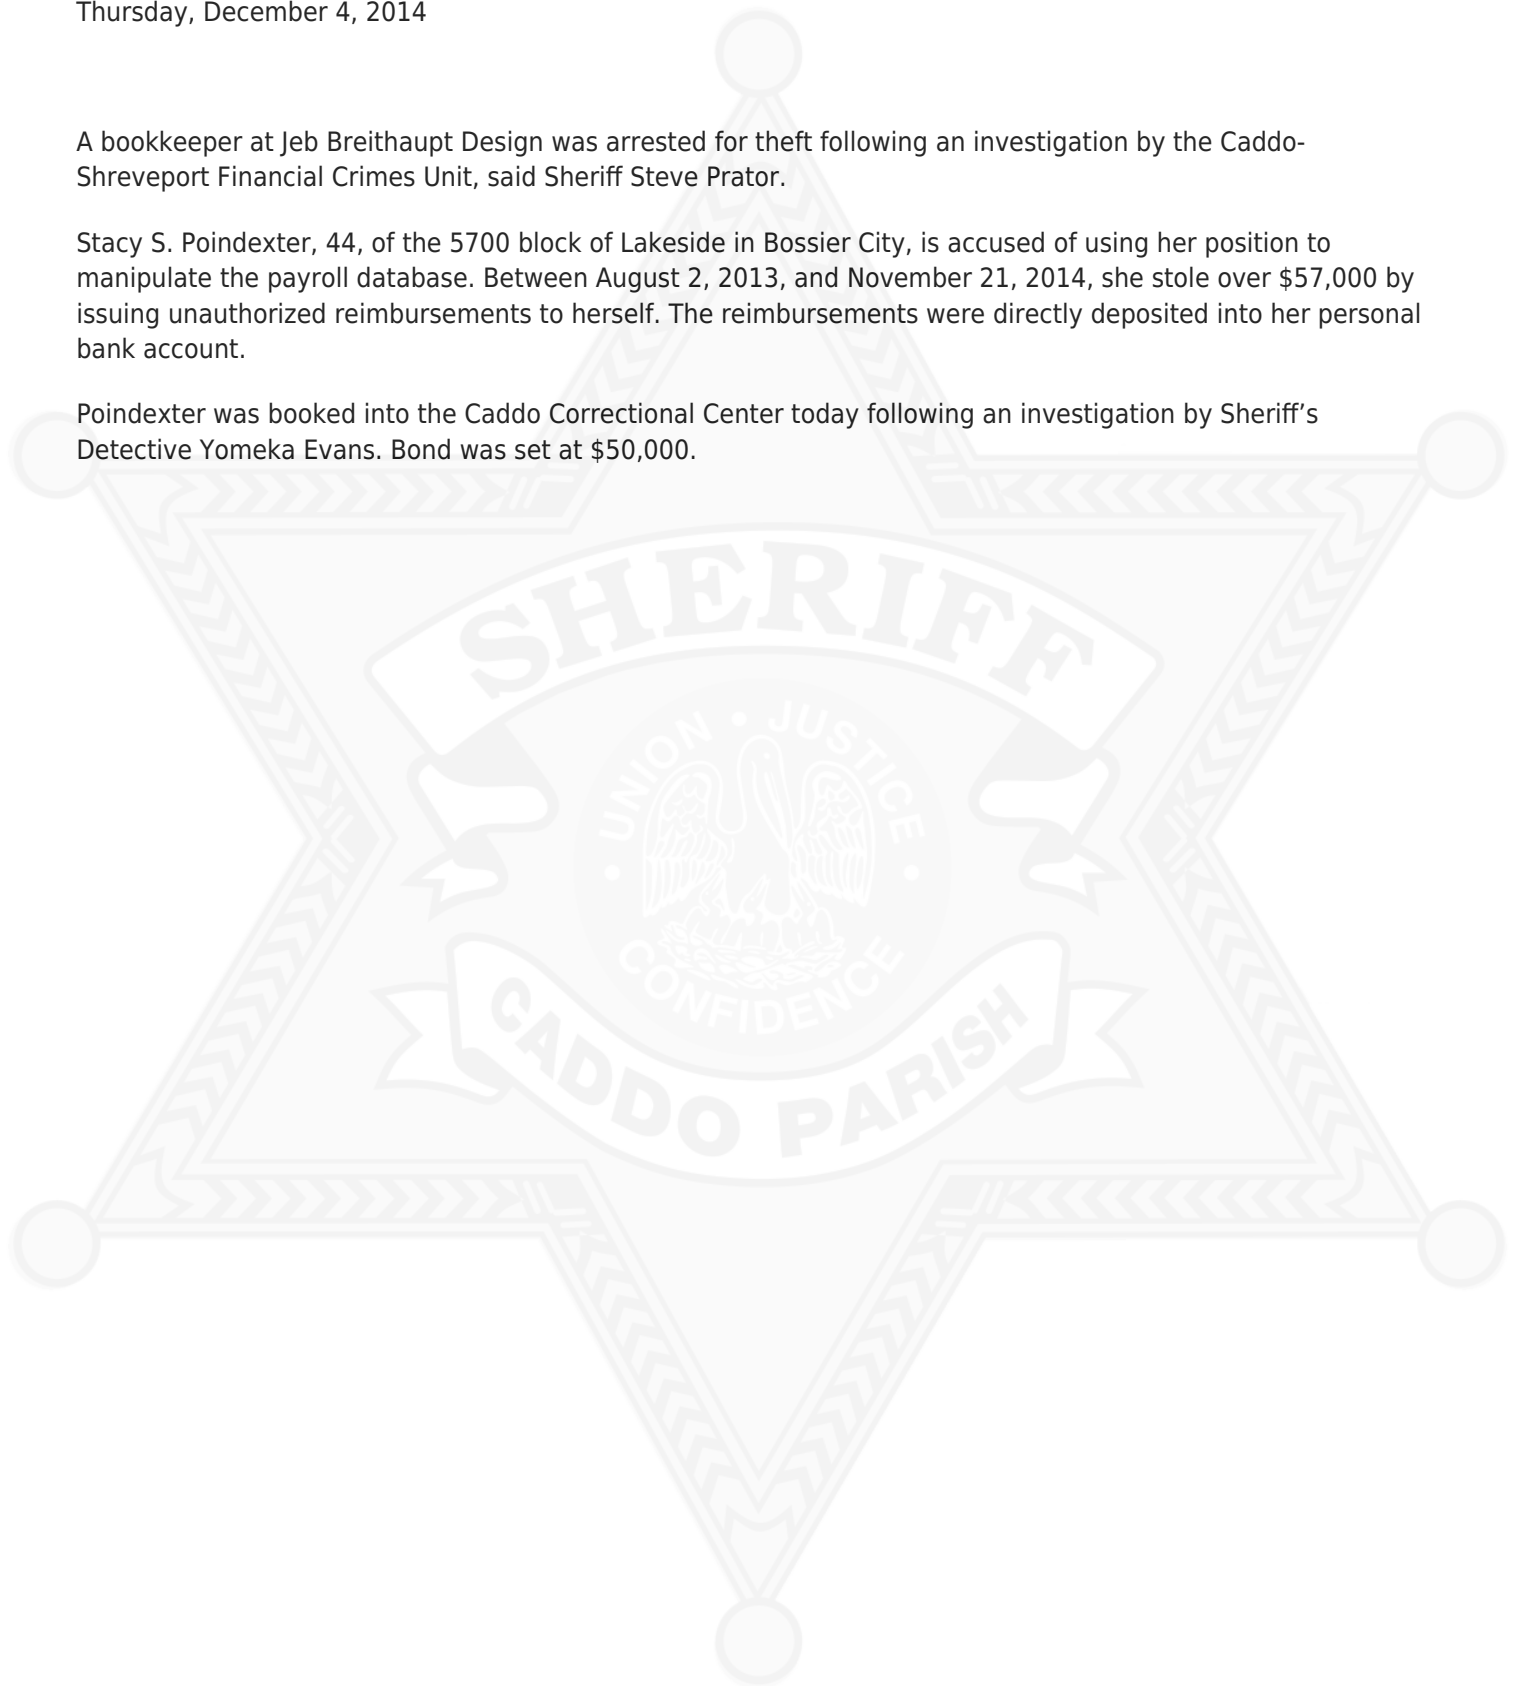 Thursday, December 4, 2014
A bookkeeper at Jeb Breithaupt Design was arrested for theft following an investigation by the Caddo-
Shreveport Financial Crimes Unit, said Sheriff Steve Prator.
Stacy S. Poindexter, 44, of the 5700 block of Lakeside in Bossier City, is accused of using her position to
manipulate the payroll database. Between August 2, 2013, and November 21, 2014, she stole over $57,000 by
issuing unauthorized reimbursements to herself. The reimbursements were directly deposited into her personal
bank account.
Poindexter was booked into the Caddo Correctional Center today following an investigation by Sheriff’s
Detective Yomeka Evans. Bond was set at $50,000.
SHERIFF
UNION • JUSTICE
• CONFIDENCE •
CADDO PARISH